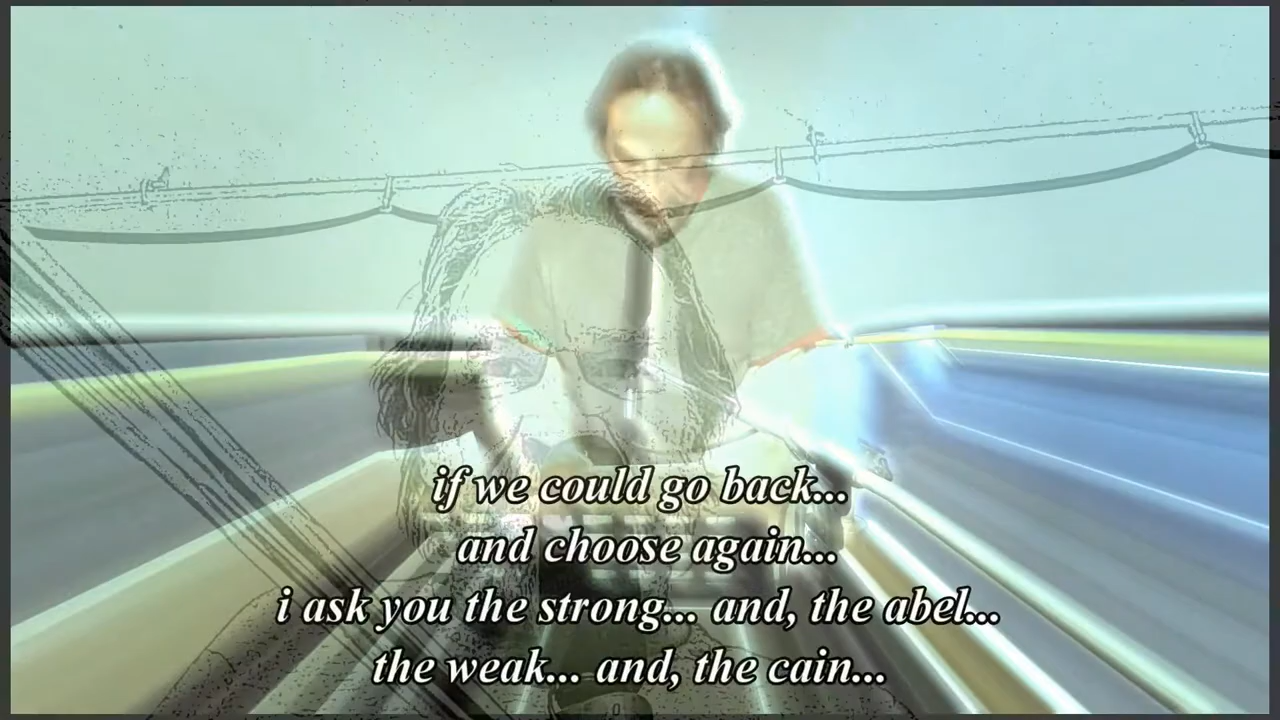 if we could go back...
and choose again...
i ask you the strong... and, the abel...
the weak... and, the cain...